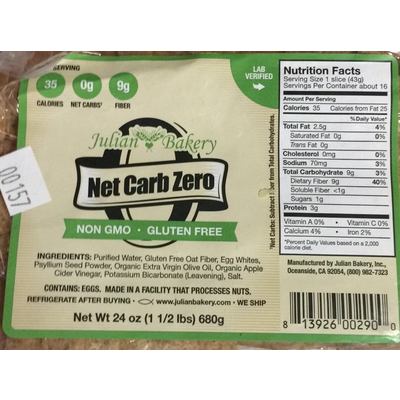 SERVING
35 0g 9g
CALORIES NET CARBS* FIBER
LAB
VERIFIED
Julian Bakery
Net Carb Zero
NON GMO • GLUTEN FREE
INGREDIENTS: Purified Water, Gluten Free Oat Fiber, Egg Whites,
Psyllium Seed Powder, Organic Extra Virgin Olive Oil, Organic Apple
Cider Vinegar, Potassium Bicarbonate (Leavening), Salt.
CONTAINS: EGGS. MADE IN A FACILITY THAT PROCESSES NUTS.
REFRIGERATE AFTER BUYING • www.julianbakery.com • WE SHIP
Net Wt 24 oz (1 1/2 lbs) 680g
0015
*Net Carbs: Subtract Fiber from Total Carbohydrates.
Nutrition Facts
Serving Size 1 slice (43g)
Servings Per Container about 16
Amount Per Serving
Calories 35 Calories from Fat 25
% Daily Value*
Total Fat 2.5g 4%
Saturated Fat 0g 0%
Trans Fat 0g
Cholesterol 0mg 0%
Sodium 70mg 3%
Total Carbohydrate 9g 3%
Dietary Fiber 9g 40%
Soluble Fiber <1g
Sugars 1g
Protein 3g
Vitamin A 0% • Vitamin C 0%
Calcium 4% • Iron 2%
*Percent Daily Values based on a 2,000
calorie diet.
Manufactured by Julian Bakery, Inc.,
Oceanside, CA 92054, (800) 982-7323
8 13926 00290 0